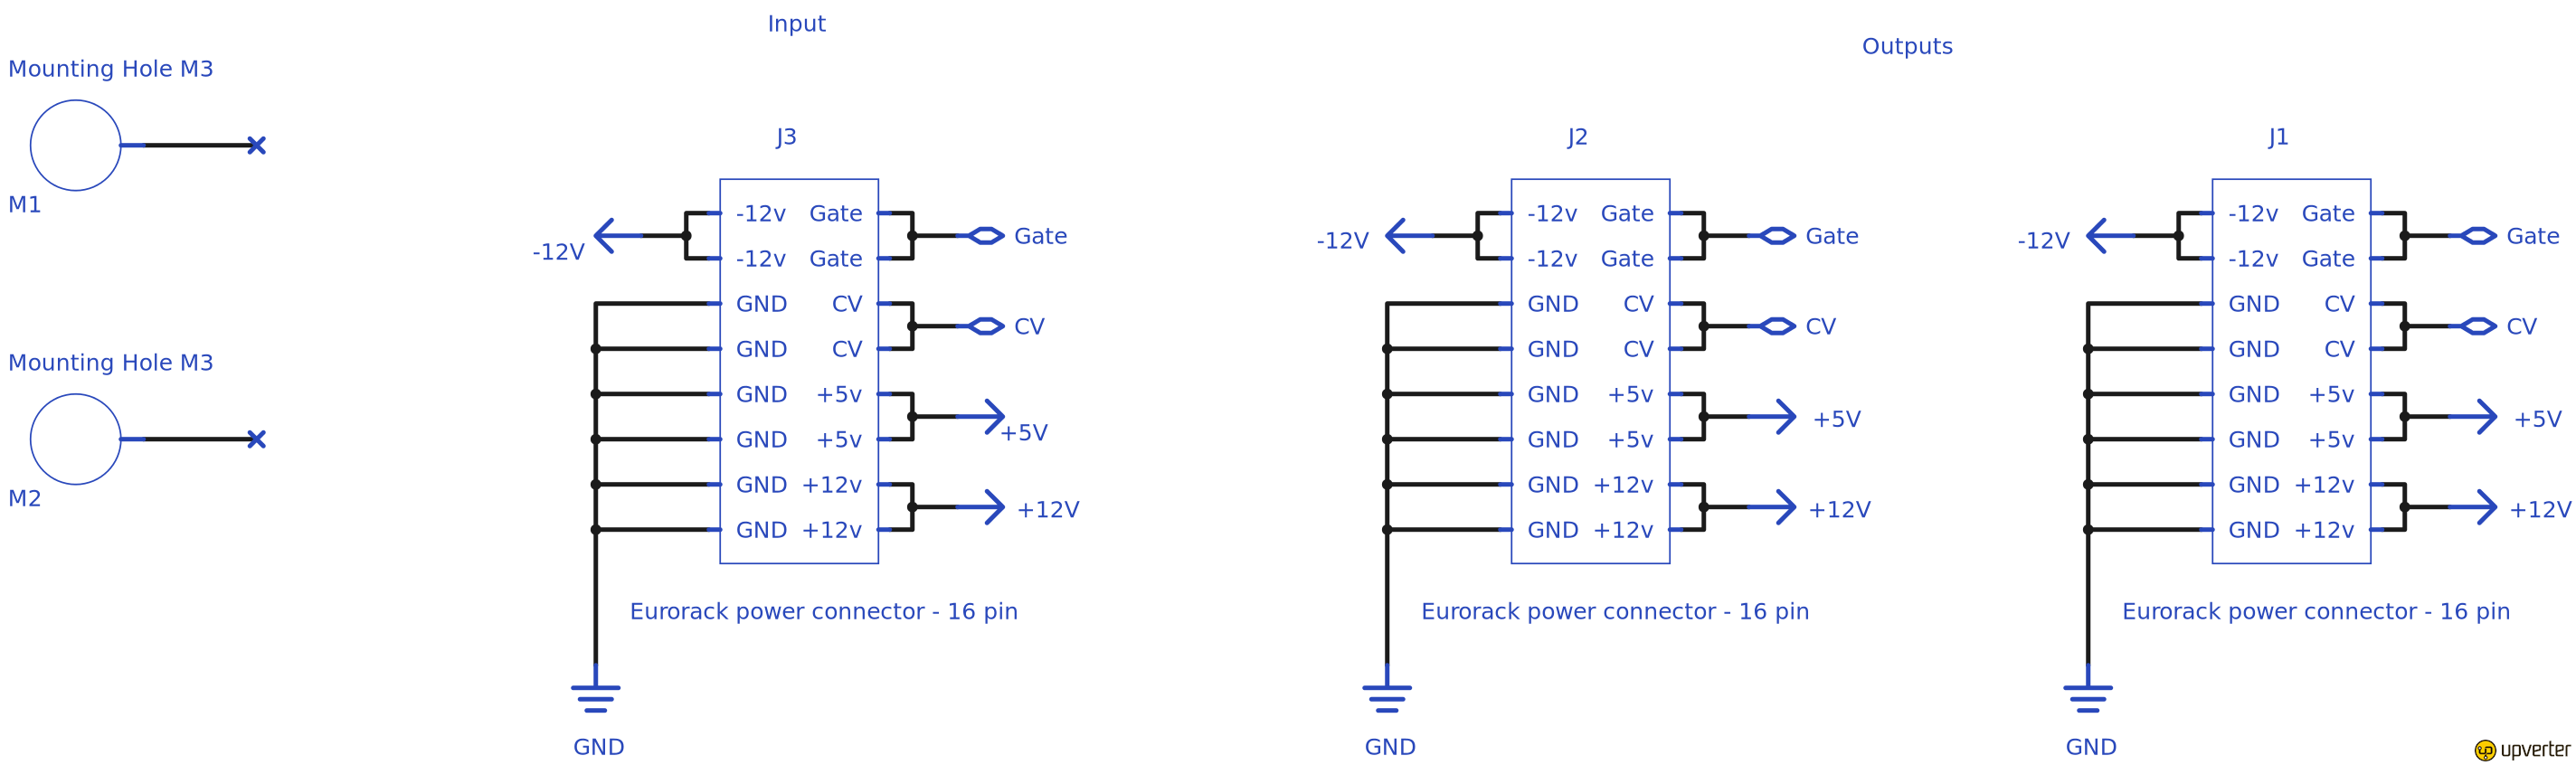 Input
Outputs
Mounting Hole M3
M1
Mounting Hole M3
M2
J3
-12v Gate
-12v Gate
GND CV
GND CV
GND +5v
GND +5v
GND +12v
GND +12v
-12V
Gate
CV
+5V
+12V
Eurorack power connector - 16 pin
GND
J2
-12v Gate
-12v Gate
GND CV
GND CV
GND +5v
GND +5v
GND +12v
GND +12v
-12V
Gate
CV
+5V
+12V
Eurorack power connector - 16 pin
GND
J1
-12v Gate
-12v Gate
GND CV
GND CV
GND +5v
GND +5v
GND +12v
GND +12v
-12V
Gate
CV
+5V
+12V
Eurorack power connector - 16 pin
GND
upverter